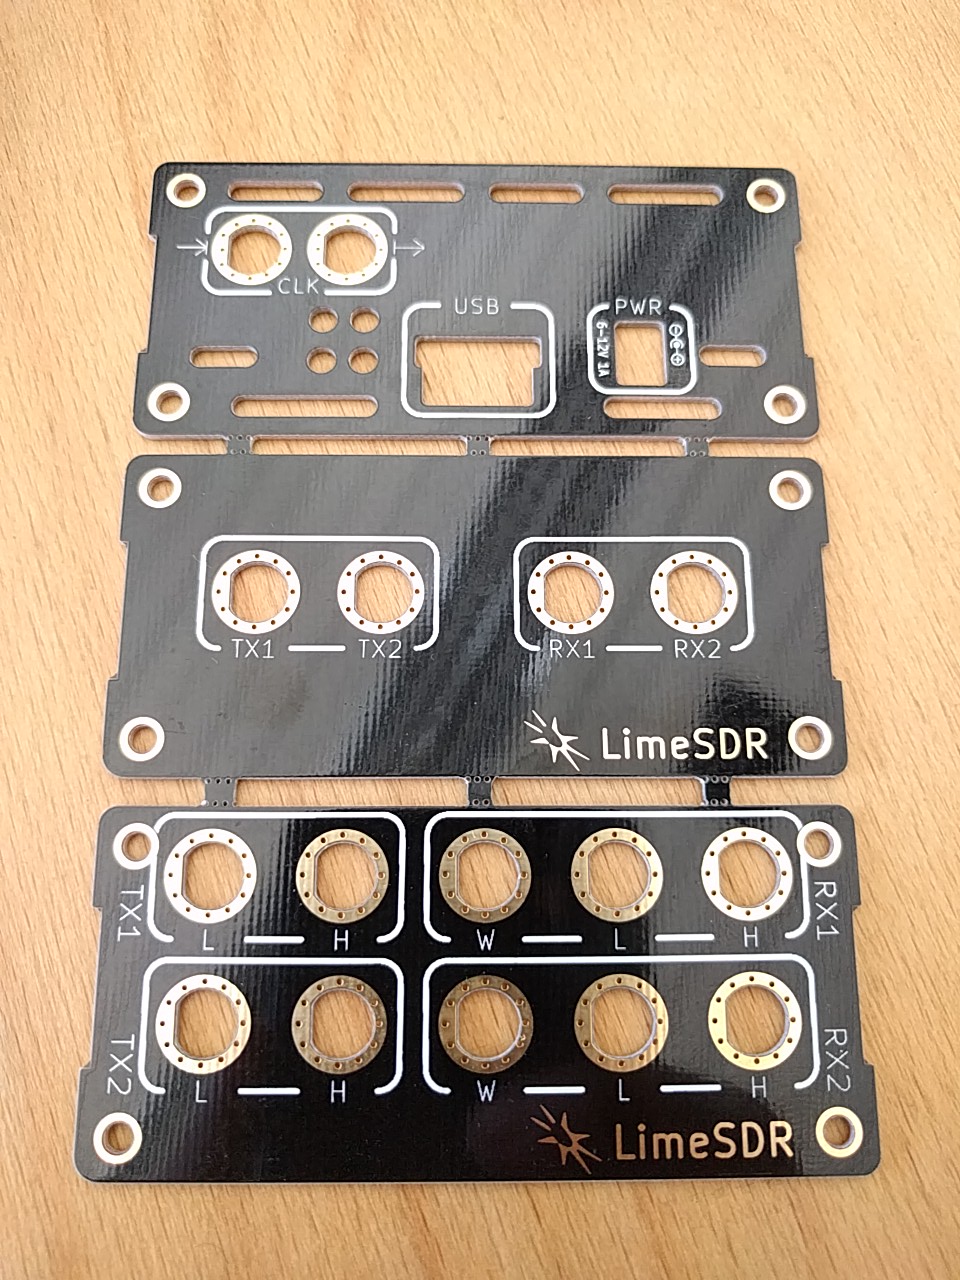 CLK
USB
PWR
6-12V 1A
TX1 TX2 RX1 RX2
LimeSDR
TX1 L H W L H RX1
TX2 L H W L H RX2
LimeSDR